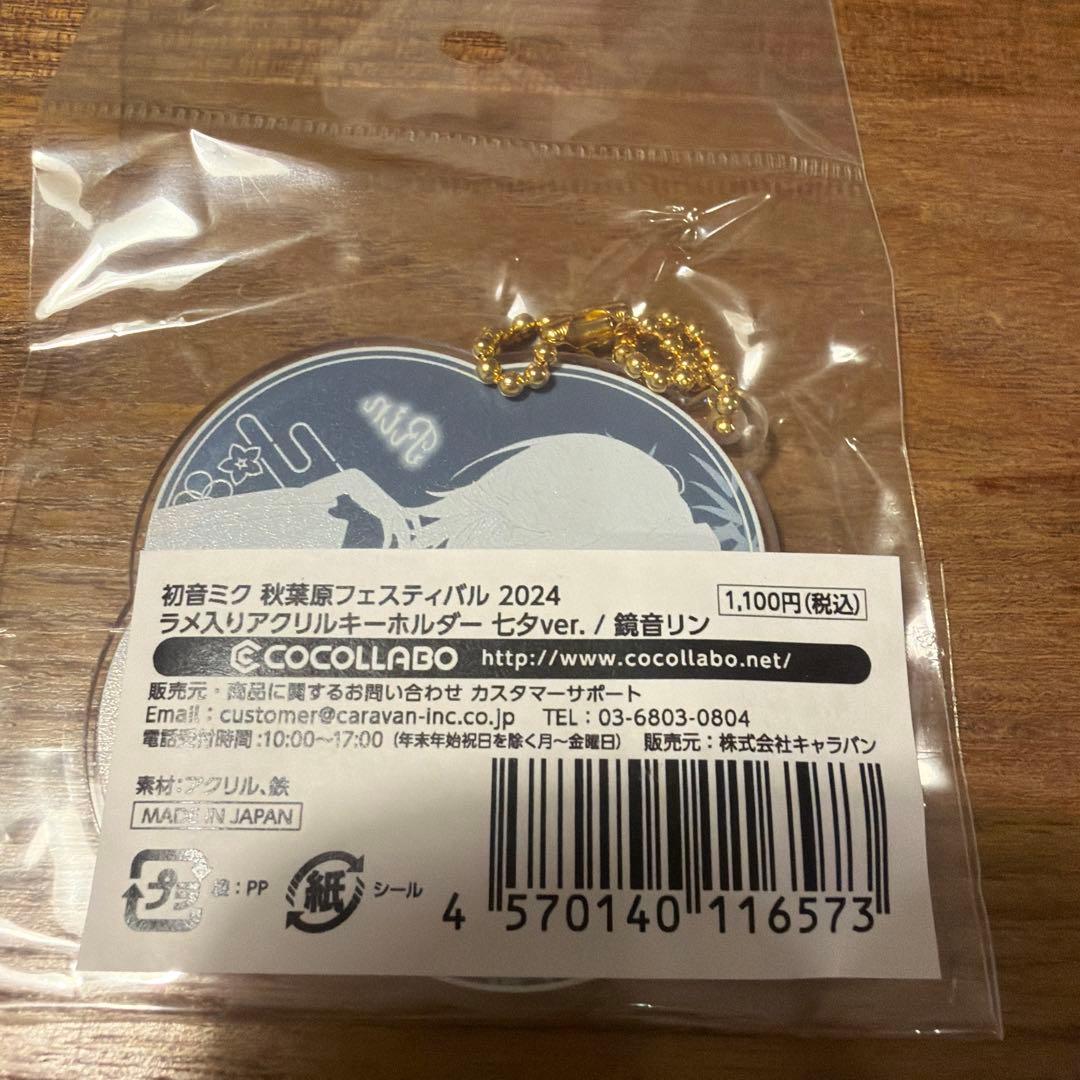 Rin
初音ミク 秋葉原フェスティバル 2024
1,100円(税込)
ラメ入りアクリルキーホルダー 七夕ver. / 鏡音リン
COCOLLABO http://www.cocollabo.net/
販売元・商品に関するお問い合わせ カスタマーサポート
Email:customer@caravan-inc.co.jp TEL:03-6803-0804
電話受付時間:10:00〜17:00(年末年始祝日を除く月〜金曜日) 販売元:株式会社キャラバン
素材:アクリル、鉄
MADE IN JAPAN
プラ 袋:PP 紙 シール
4 570140 116573